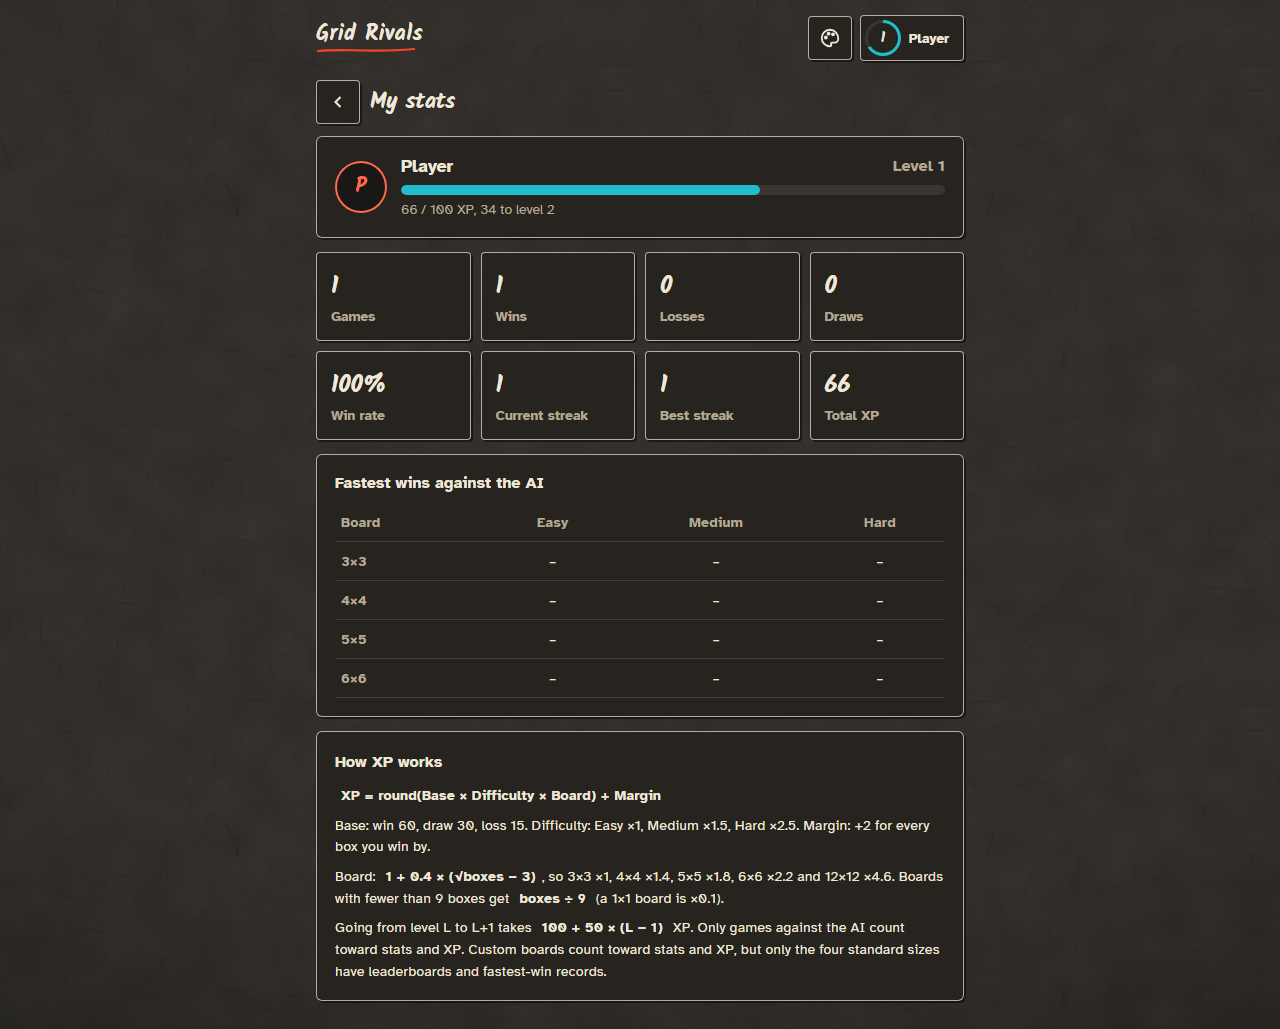 Grid Rivals
1 Player
My stats
P
Player Level 1
66 / 100 XP, 34 to level 2
1 1 0 0
Games Wins Losses Draws
100% 1 1 66
Win rate Current streak Best streak Total XP
Fastest wins against the AI
Board Easy Medium Hard
3×3 – – –
4×4 – – –
5×5 – – –
6×6 – – –
How XP works
XP = round(Base × Difficulty × Board) + Margin
Base: win 60, draw 30, loss 15. Difficulty: Easy ×1, Medium ×1.5, Hard ×2.5. Margin: +2 for every
box you win by.
Board: 1 + 0.4 × (√boxes − 3) , so 3×3 ×1, 4×4 ×1.4, 5×5 ×1.8, 6×6 ×2.2 and 12×12 ×4.6. Boards
with fewer than 9 boxes get boxes ÷ 9 (a 1×1 board is ×0.1).
Going from level L to L+1 takes 100 + 50 × (L − 1) XP. Only games against the AI count
toward stats and XP. Custom boards count toward stats and XP, but only the four standard sizes
have leaderboards and fastest-win records.